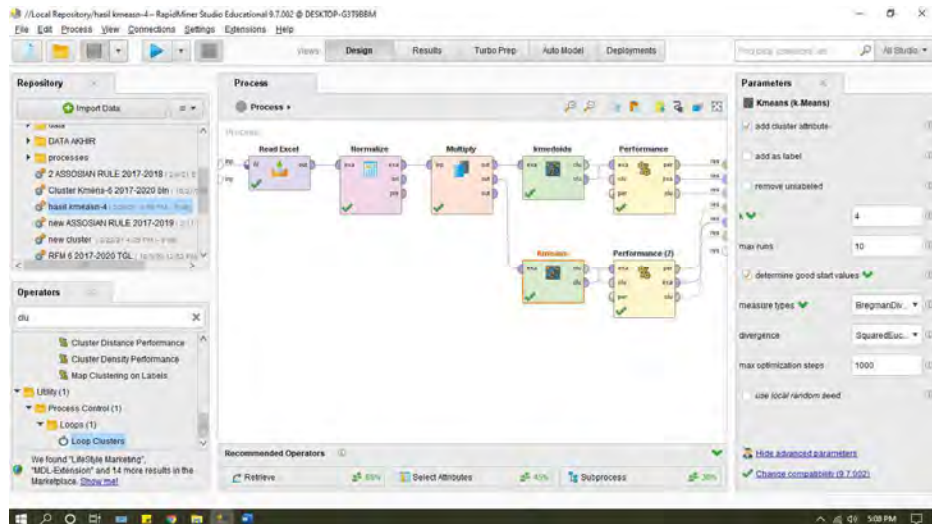 //Local Repository/hasil kmeasn-4 – RapidMiner Studio Educational 9.7.002 @ DESKTOP-G3T9BBM
File Edit Process View Connections Settings Extensions Help
Views: Design Results Turbo Prep Auto Model Deployments
All Studio
Repository
Import Data
DATA AKHIR
processes
2 ASSOSIAN RULE 2017-2018
Cluster Kmens-6 2017-2020 bln
hasil kmeasn-4
new ASSOSIAN RULE 2017-2019
new cluster
RFM 6 2017-2020 TGL
Operators
clu
Cluster Distance Performance
Cluster Density Performance
Map Clustering on Labels
Utility (1)
Process Control (1)
Loops (1)
Loop Clusters
We found "LifeStyle Marketing",
"MDL-Extension" and 14 more results in the
Marketplace. Show me!
Process
Process
Process
Read Excel Normalize Multiply kmedoids Performance
Kmeans Performance (2)
Recommended Operators
Retrieve Select Attributes Subprocess
Parameters
Kmeans (k-Means)
add cluster attribute
add as label
remove unlabeled
k 4
max runs 10
determine good start values
measure types BregmanDiv...
divergence SquaredEuc...
max optimization steps 1000
use local random seed
Hide advanced parameters
Change compatibility (9.7.002)
5:08 PM